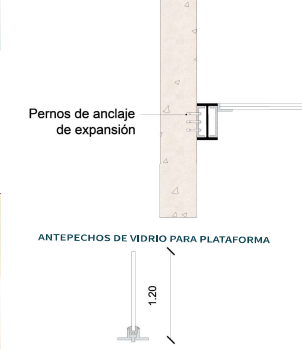 Pernos de anclaje
de expansión
ANTEPECHOS DE VIDRIO PARA PLATAFORMA
1.20